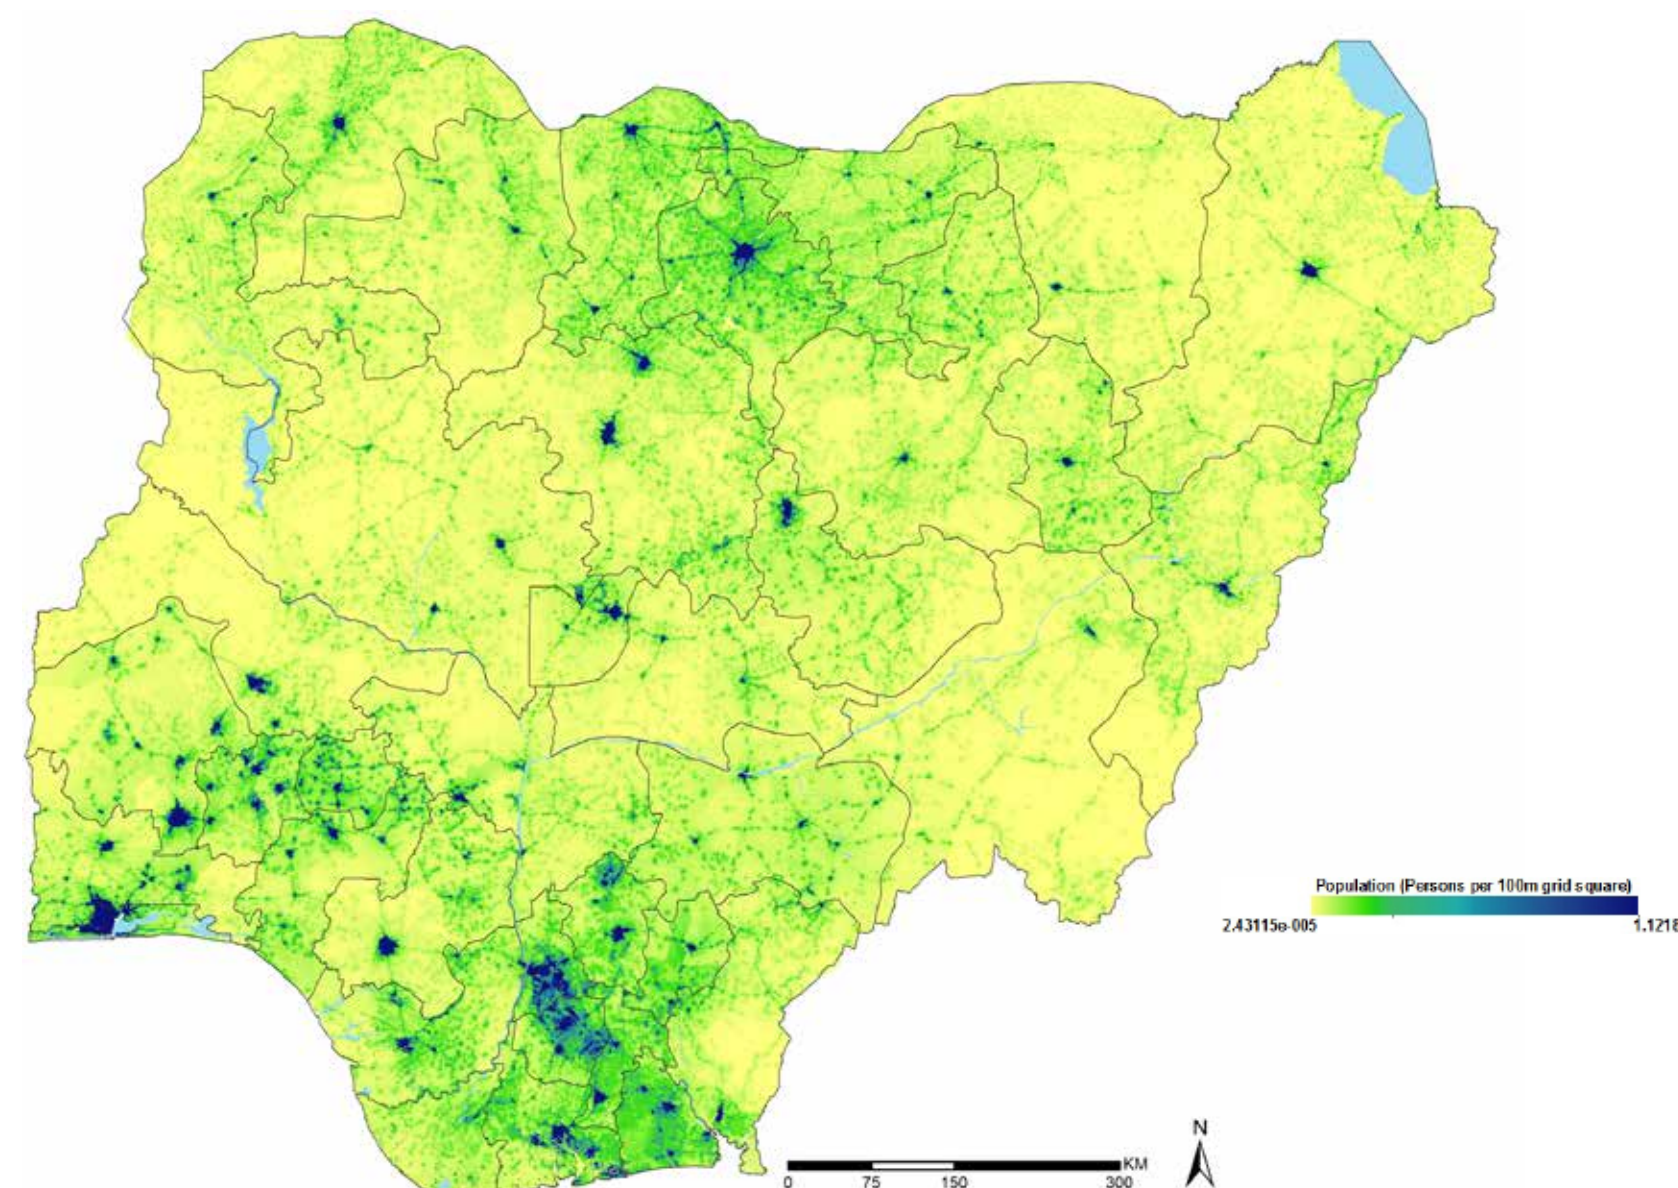 Population (Persons per 100m grid square)
2.43115e-005
1.1218
N
KM
0 75 150 300